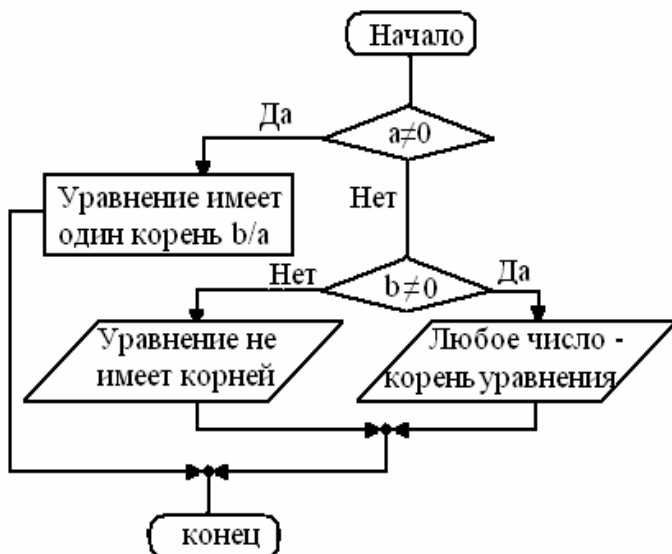 Начало
Да
a≠0
Уравнение имеет
один корень b/a
Нет
Нет
b≠0
Да
Уравнение не
имеет корней
Любое число -
корень уравнения
конец